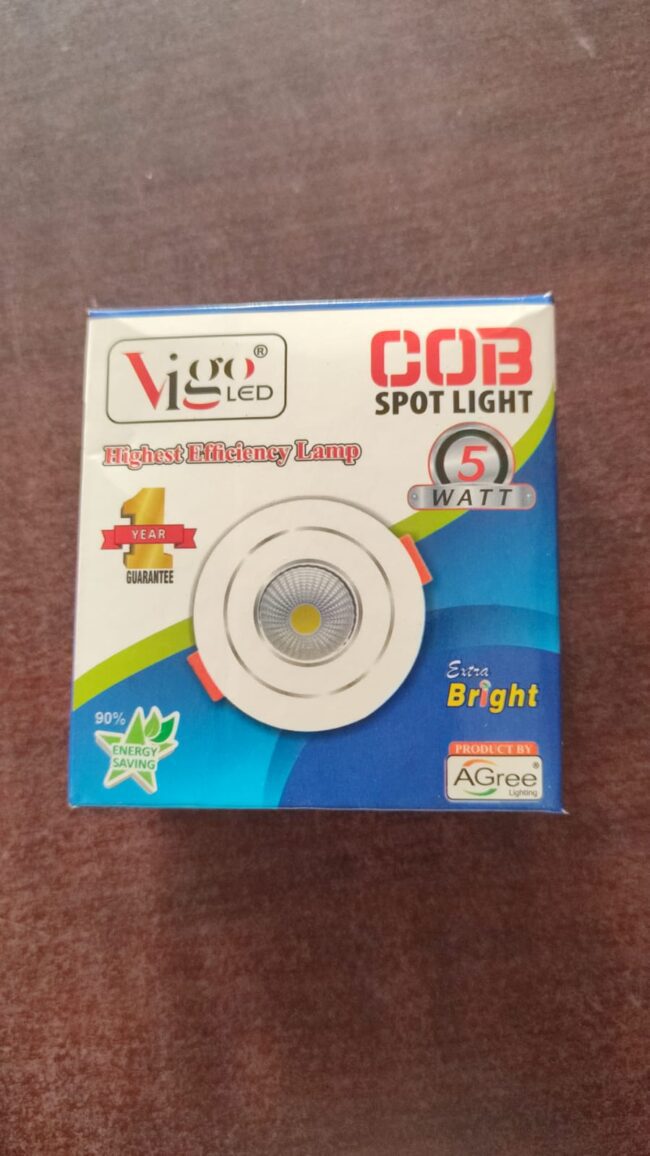 Vigo®
LED
COB
SPOT LIGHT
Highest Efficiency Lamp
5
WATT
1
YEAR
GUARANTEE
Extra
Bright
90%
ENERGY
SAVING
PRODUCT BY
AGree®
Lighting